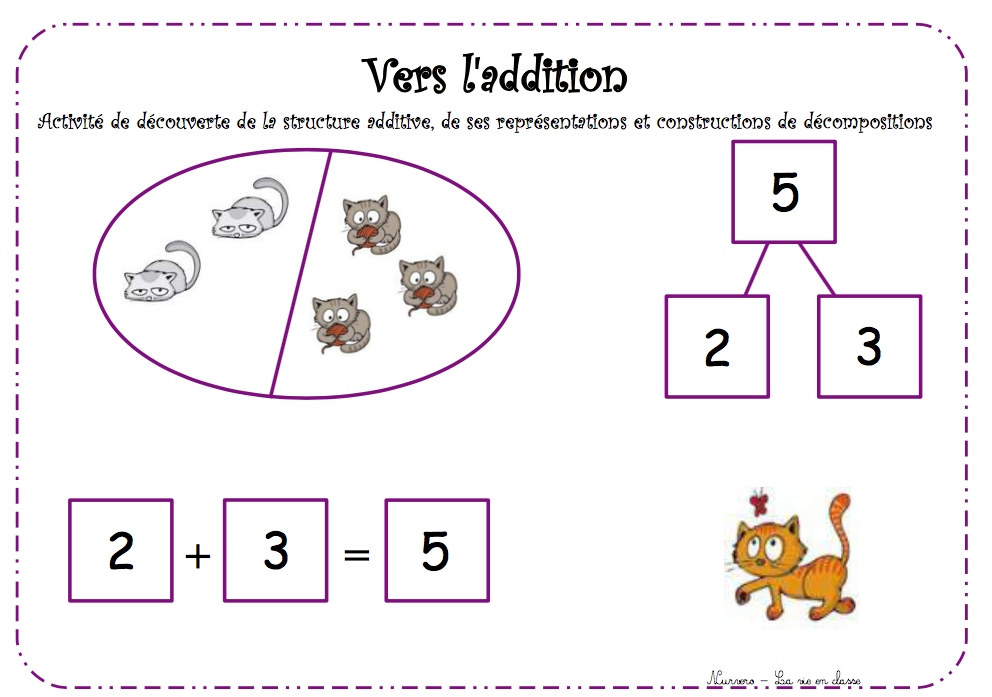 Vers l'addition
Activité de découverte de la structure additive, de ses représentations et constructions de décompositions
5
2 3
2 + 3 = 5
Nurvero - La vie en classe